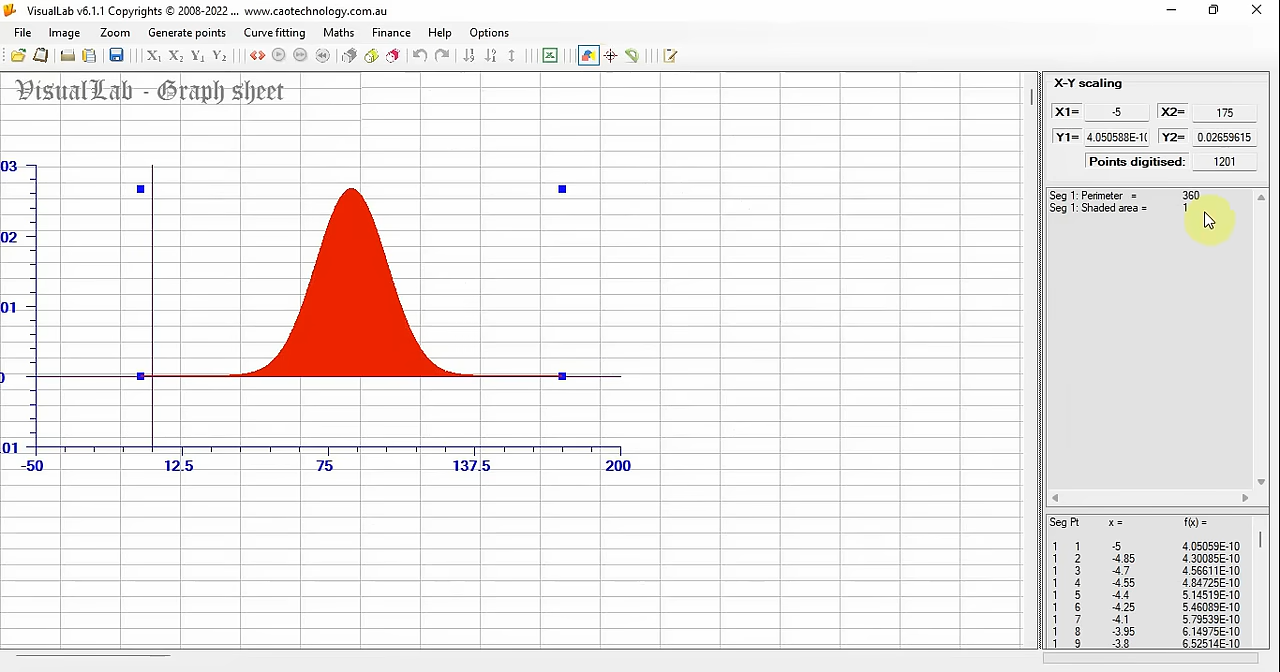 VisualLab v6.1.1 Copyrights © 2008-2022 ... www.caotechnology.com.au
File Image Zoom Generate points Curve fitting Maths Finance Help Options
X1 X2 Y1 Y2
VisualLab - Graph sheet
X-Y scaling
X1= -5 X2= 175
Y1= 4.050588E-1( Y2= 0.02659615
Points digitised: 1201
Seg 1: Perimeter = 360
Seg 1: Shaded area = 1
03
02
01
0
01
-50 12.5 75 137.5 200
Seg Pt x = f(x) =
1 1 -5 4.05059E-10
1 2 -4.85 4.30085E-10
1 3 -4.7 4.56611E-10
1 4 -4.55 4.84725E-10
1 5 -4.4 5.14519E-10
1 6 -4.25 5.46089E-10
1 7 -4.1 5.79539E-10
1 8 -3.95 6.14975E-10
1 9 -3.8 6.52514E-10